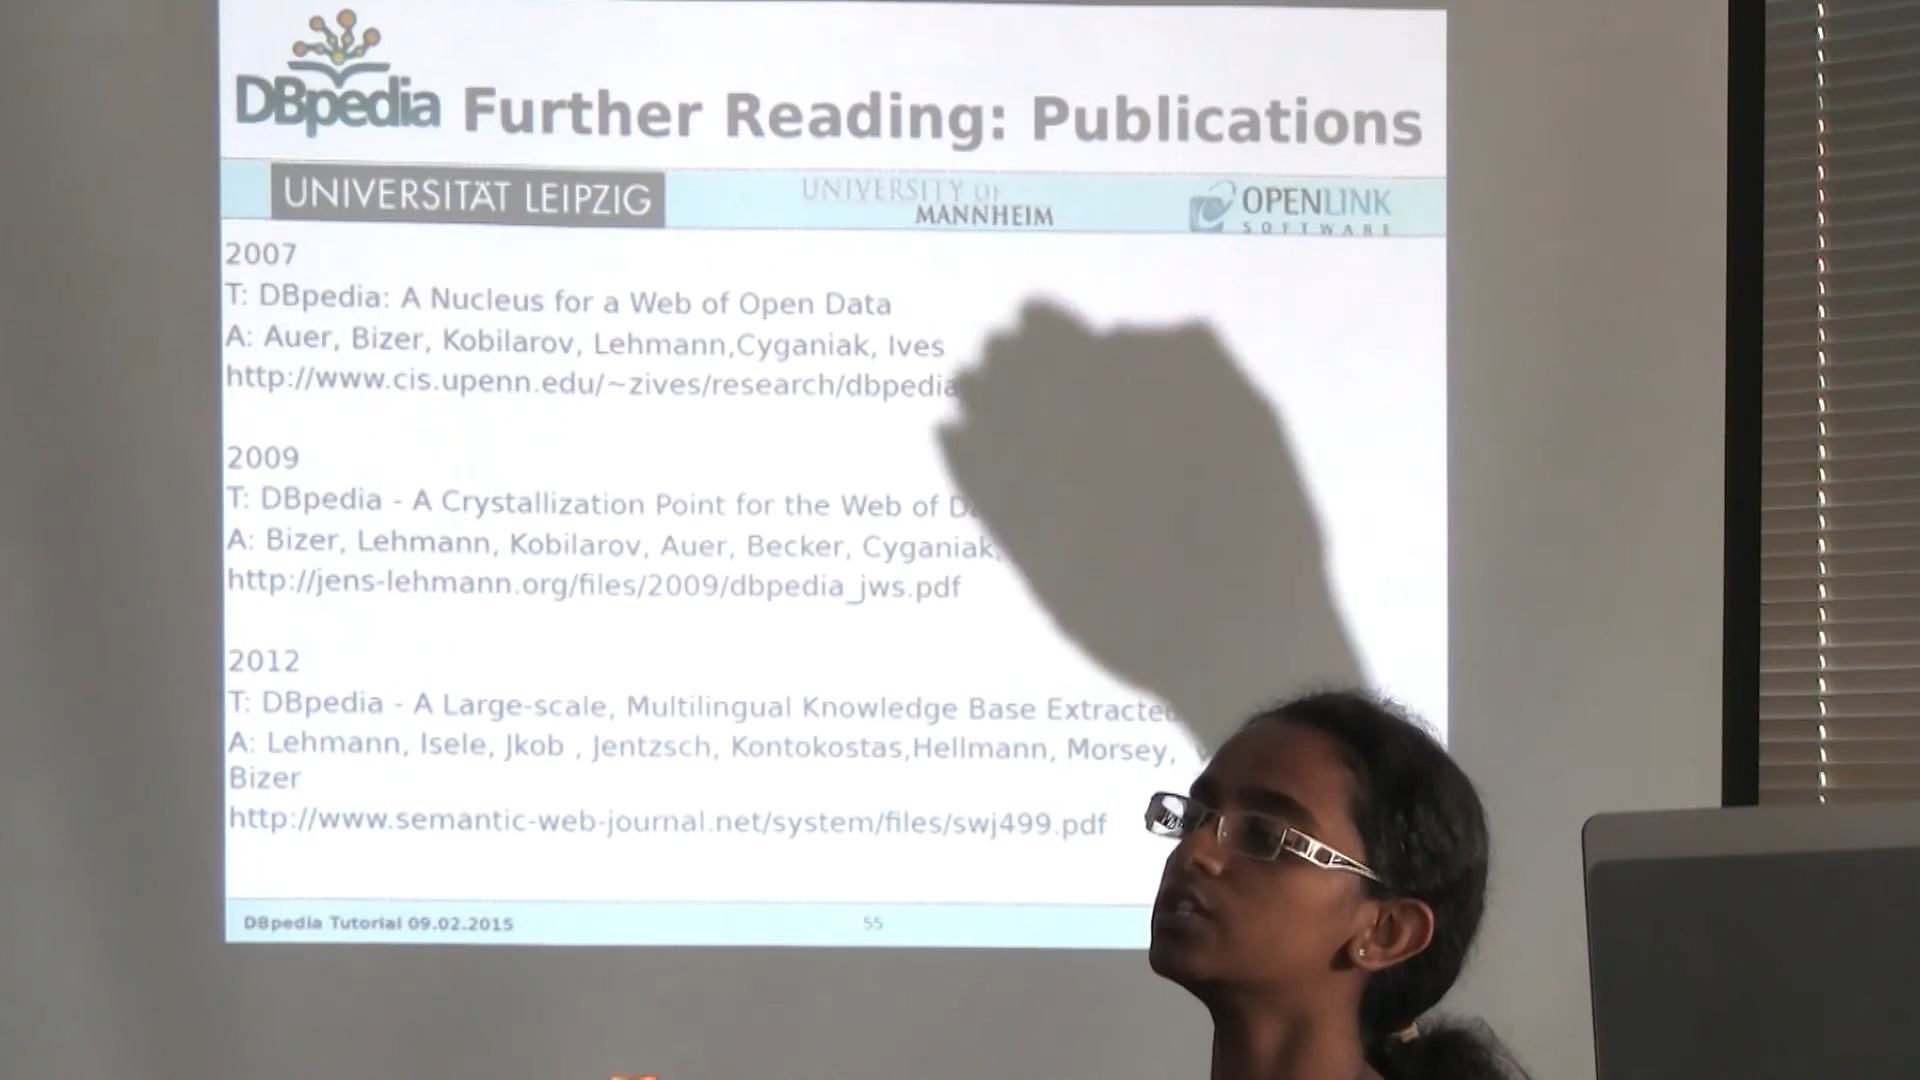 DBpedia Further Reading: Publications
UNIVERSITÄT LEIPZIG
UNIVERSITY OF
MANNHEIM
OPENLINK
SOFTWARE
2007
T: DBpedia: A Nucleus for a Web of Open Data
A: Auer, Bizer, Kobilarov, Lehmann,Cyganiak, Ives
http://www.cis.upenn.edu/~zives/research/dbpedia
2009
T: DBpedia - A Crystallization Point for the Web of
A: Bizer, Lehmann, Kobilarov, Auer, Becker, Cyganiak,
http://jens-lehmann.org/files/2009/dbpedia_jws.pdf
2012
T: DBpedia - A Large-scale, Multilingual Knowledge Base Extracted
A: Lehmann, Isele, Jkob , Jentzsch, Kontokostas,Hellmann, Morsey,
Bizer
http://www.semantic-web-journal.net/system/files/swj499.pdf
DBpedia Tutorial 09.02.2015
55